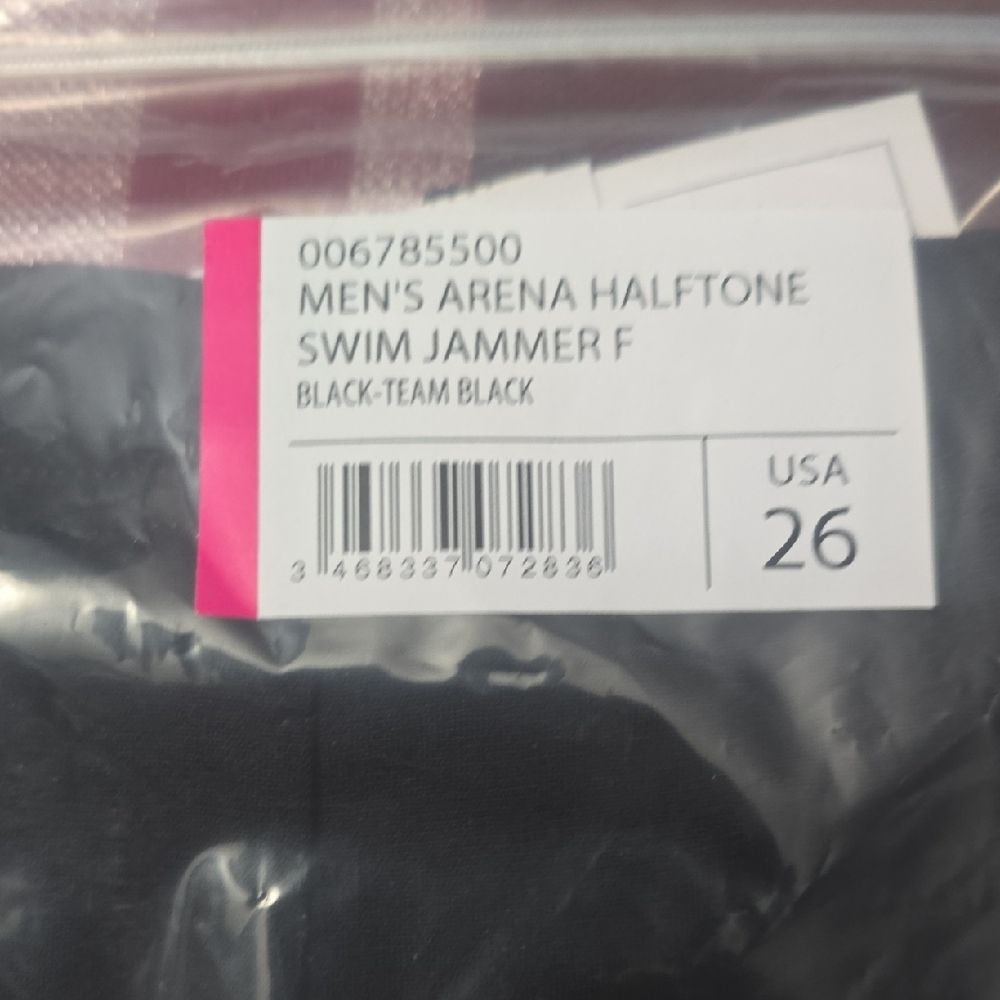 006785500
MEN'S ARENA HALFTONE
SWIM JAMMER F
BLACK-TEAM BLACK
USA
26
3 468337 072836